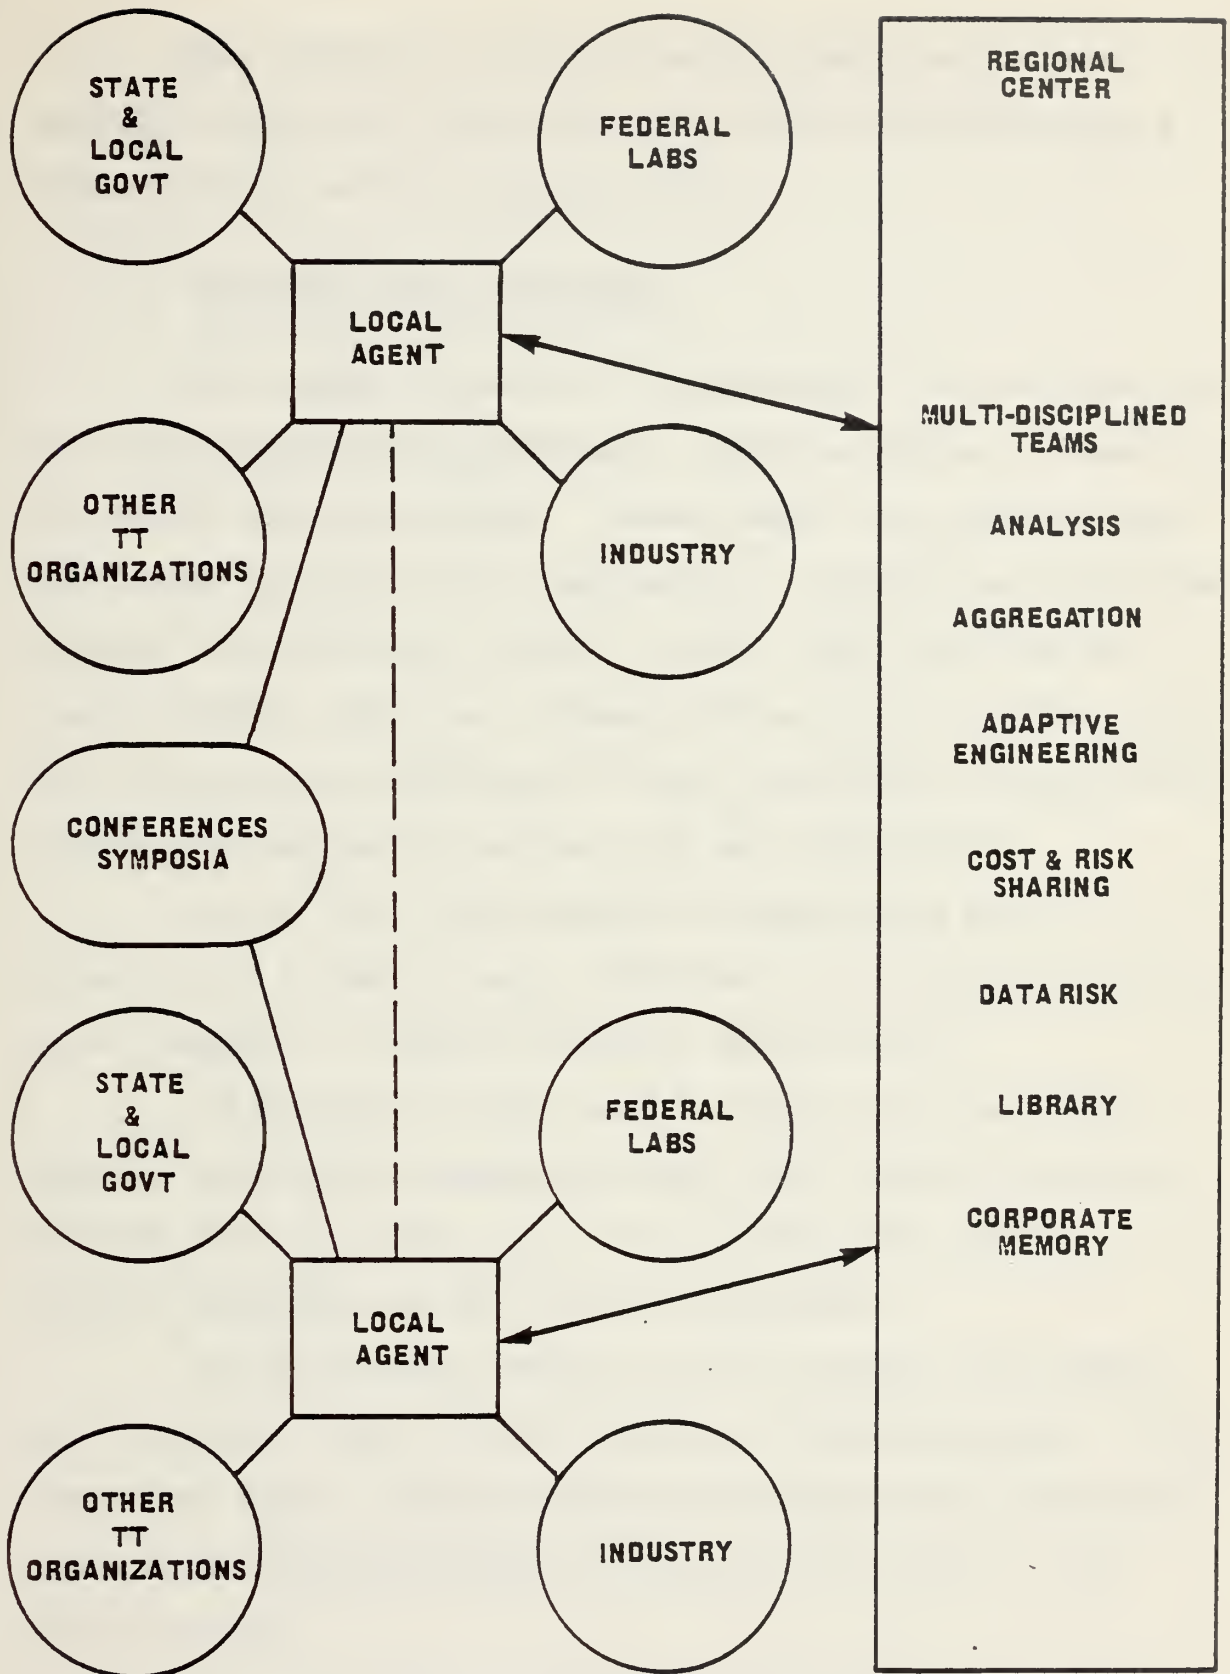 STATE
&
LOCAL
GOVT
FEDERAL
LABS
LOCAL
AGENT
OTHER
TT
ORGANIZATIONS
INDUSTRY
CONFERENCES
SYMPOSIA
STATE
&
LOCAL
GOVT
FEDERAL
LABS
LOCAL
AGENT
OTHER
TT
ORGANIZATIONS
INDUSTRY
REGIONAL
CENTER
MULTI-DISCIPLINED
TEAMS
ANALYSIS
AGGREGATION
ADAPTIVE
ENGINEERING
COST & RISK
SHARING
DATA RISK
LIBRARY
CORPORATE
MEMORY